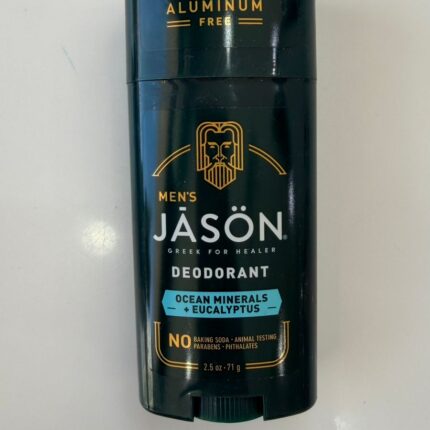 ALUMINUM
FREE
MEN'S
JĀSÖN®
GREEK FOR HEALER
DEODORANT
OCEAN MINERALS
+ EUCALYPTUS
NO BAKING SODA • ANIMAL TESTING
PARABENS • PHTHALATES
2.5 oz • 71 g